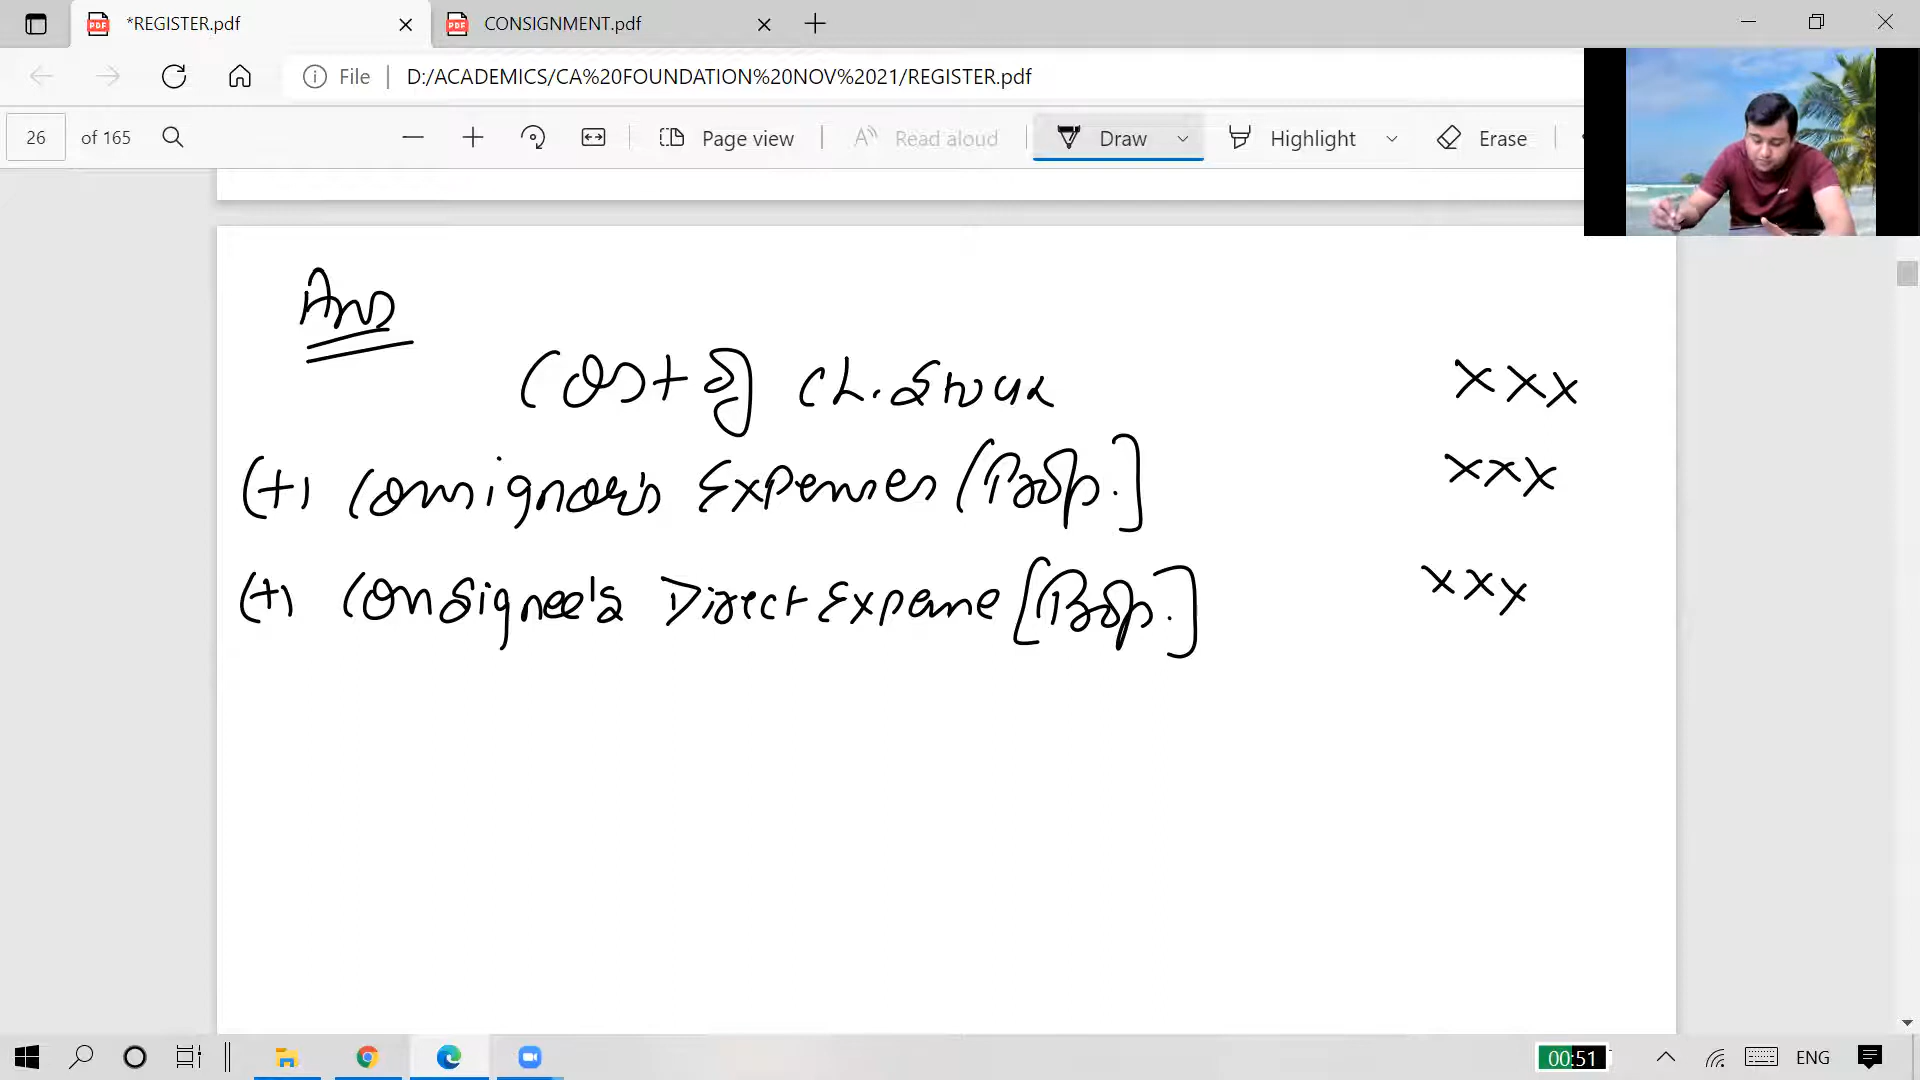 *REGISTER.pdf
CONSIGNMENT.pdf
File
D:/ACADEMICS/CA%20FOUNDATION%20NOV%2021/REGISTER.pdf
26 of 165
Page view
Read aloud
Draw
Highlight
Erase
Ans
Cost of Cl. Stock xxx
(+) Consignor's Expenses [Prop.] xxx
(+) Consignee's Direct Expense [Prop.] xxx
00:51
ENG